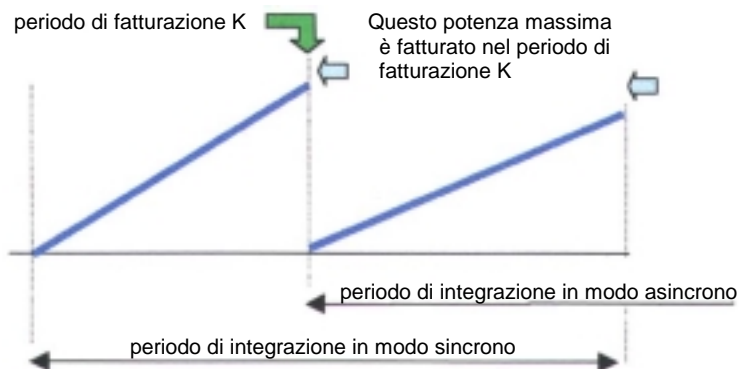 periodo di fatturazione K
Questo potenza massima
è fatturato nel periodo di
fatturazione K
periodo di integrazione in modo asincrono
periodo di integrazione in modo sincrono